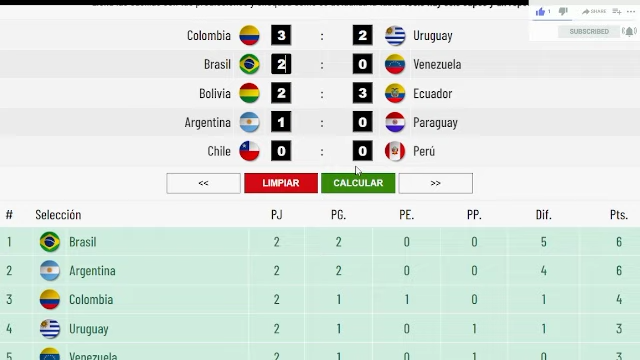 1 SHARE
SUBSCRIBED
Colombia 3 : 2 Uruguay
Brasil 2 : 0 Venezuela
Bolivia 2 : 3 Ecuador
Argentina 1 : 0 Paraguay
Chile 0 : 0 Perú
<< LIMPIAR CALCULAR >>
# Selección PJ PG. PE. PP. Dif. Pts.
1 Brasil 2 2 0 0 5 6
2 Argentina 2 2 0 0 4 6
3 Colombia 2 1 1 0 1 4
4 Uruguay 2 1 0 1 1 3
5 Venezuela